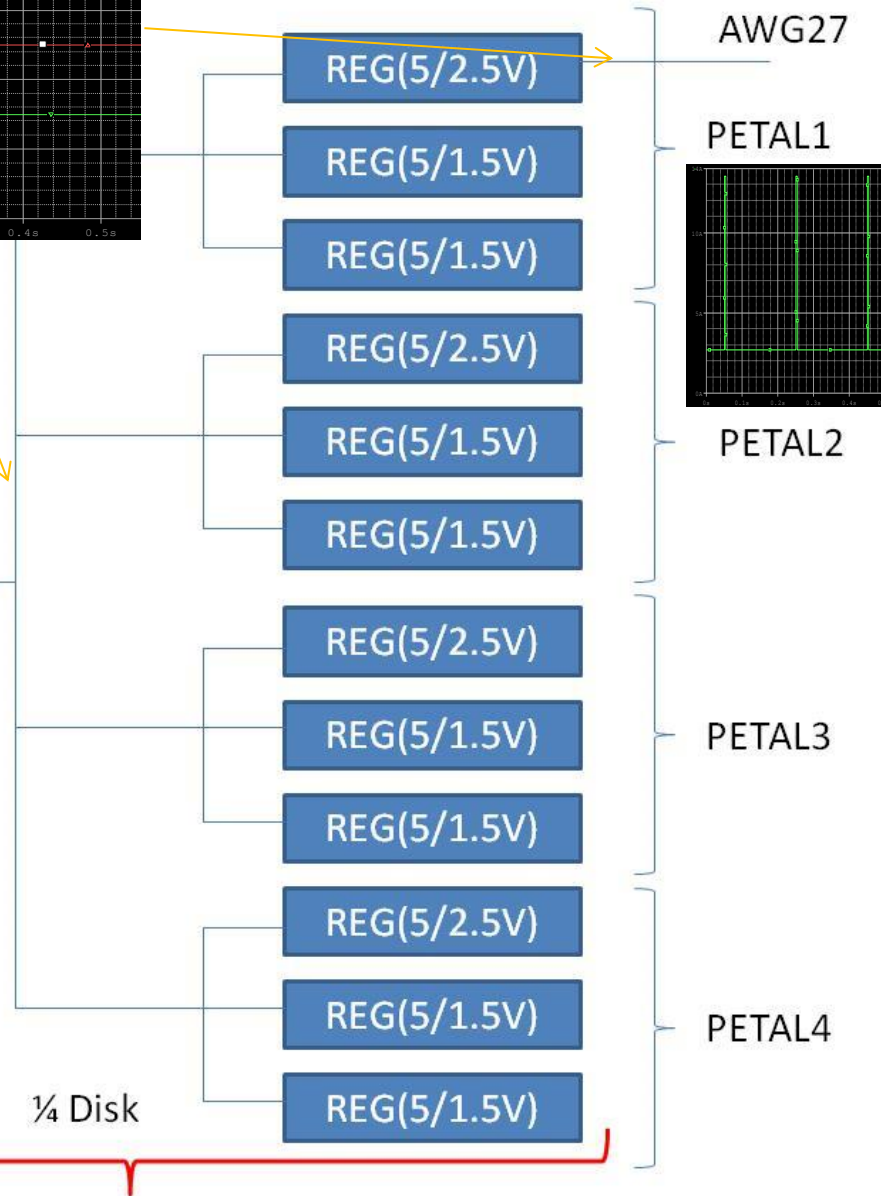 AWG27
REG(5/2.5V)
PETAL1
REG(5/1.5V)
0.4s 0.5s
REG(5/1.5V)
REG(5/2.5V)
REG(5/1.5V)
PETAL2
REG(5/1.5V)
REG(5/2.5V)
REG(5/1.5V)
PETAL3
REG(5/1.5V)
REG(5/2.5V)
REG(5/1.5V)
PETAL4
¼ Disk
REG(5/1.5V)